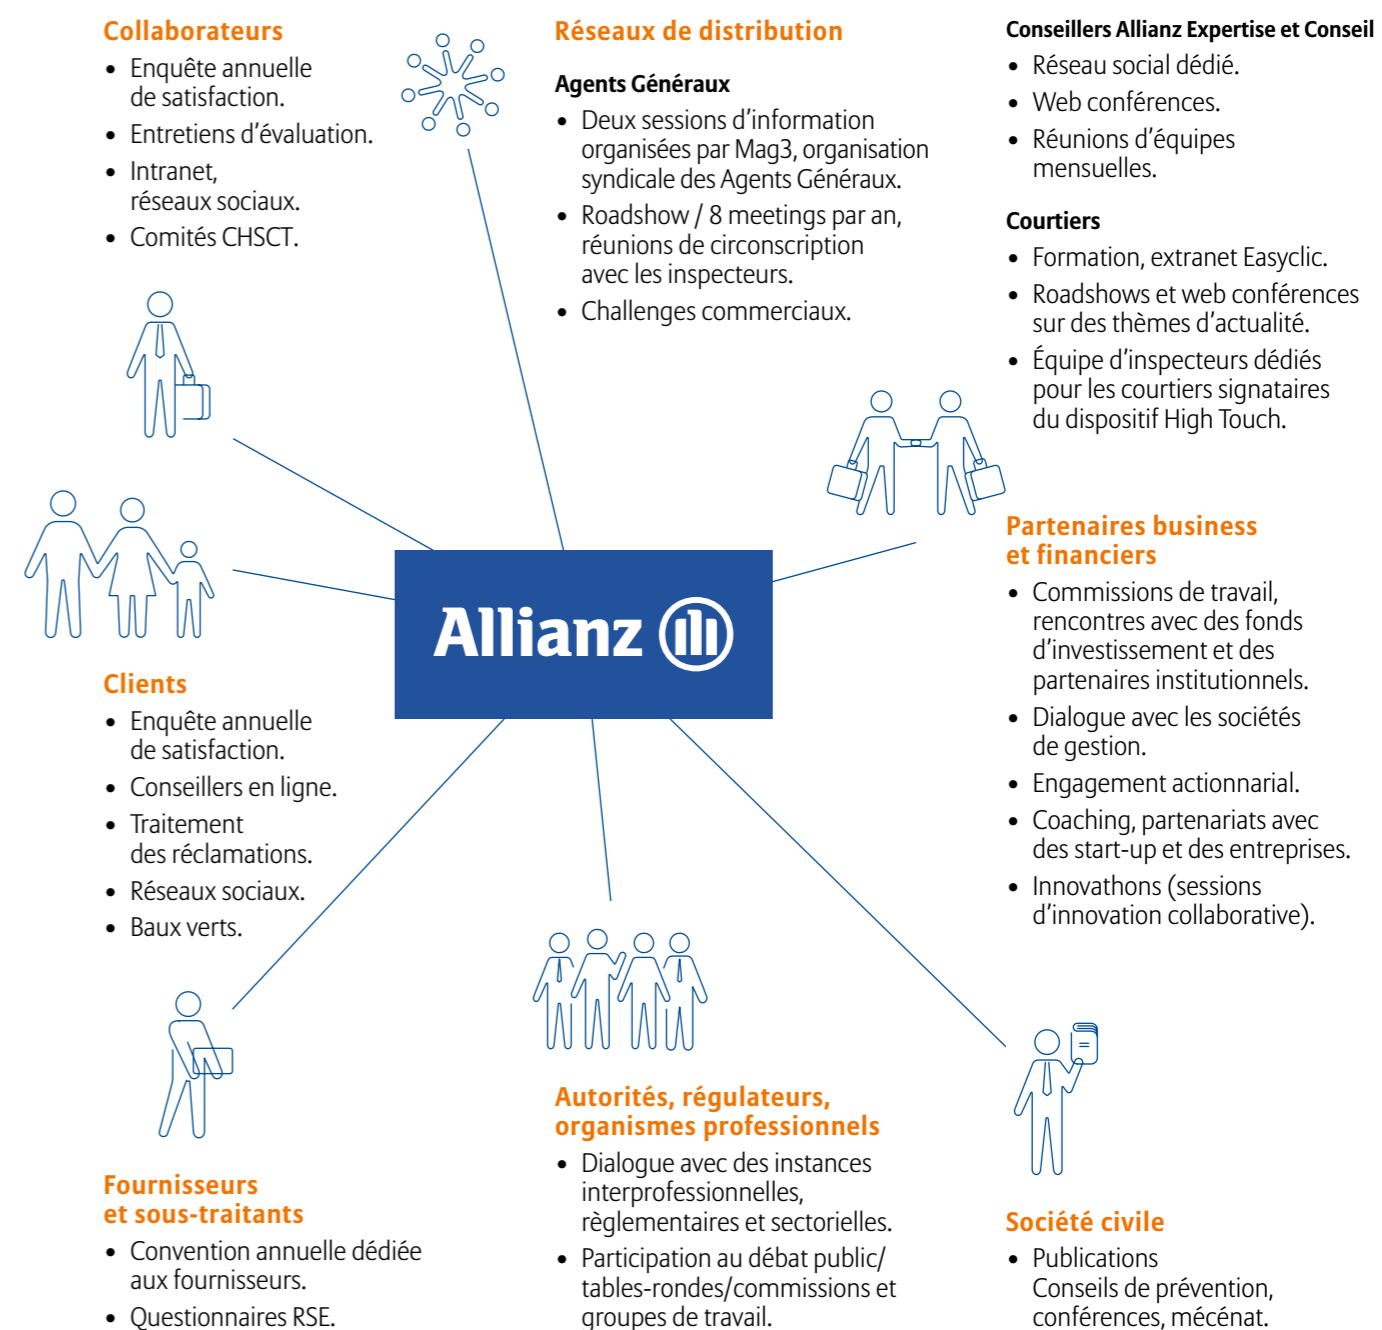 Collaborateurs
• Enquête annuelle
de satisfaction.
• Entretiens d'évaluation.
• Intranet,
réseaux sociaux.
• Comités CHSCT.
Réseaux de distribution
Agents Généraux
• Deux sessions d'information
organisées par Mag3, organisation
syndicale des Agents Généraux.
• Roadshow / 8 meetings par an,
réunions de circonscription
avec les inspecteurs.
• Challenges commerciaux.
Conseillers Allianz Expertise et Conseil
• Réseau social dédié.
• Web conférences.
• Réunions d'équipes
mensuelles.
Courtiers
• Formation, extranet Easyclic.
• Roadshows et web conférences
sur des thèmes d'actualité.
• Équipe d'inspecteurs dédiés
pour les courtiers signataires
du dispositif High Touch.
Partenaires business
et financiers
• Commissions de travail,
rencontres avec des fonds
d'investissement et des
partenaires institutionnels.
• Dialogue avec les sociétés
de gestion.
• Engagement actionnarial.
• Coaching, partenariats avec
des start-up et des entreprises.
• Innovathons (sessions
d'innovation collaborative).
Allianz
Clients
• Enquête annuelle
de satisfaction.
• Conseillers en ligne.
• Traitement
des réclamations.
• Réseaux sociaux.
• Baux verts.
Fournisseurs
et sous-traitants
• Convention annuelle dédiée
aux fournisseurs.
• Questionnaires RSE.
Autorités, régulateurs,
organismes professionnels
• Dialogue avec des instances
interprofessionnelles,
règlementaires et sectorielles.
• Participation au débat public/
tables-rondes/commissions et
groupes de travail.
Société civile
• Publications
Conseils de prévention,
conférences, mécénat.